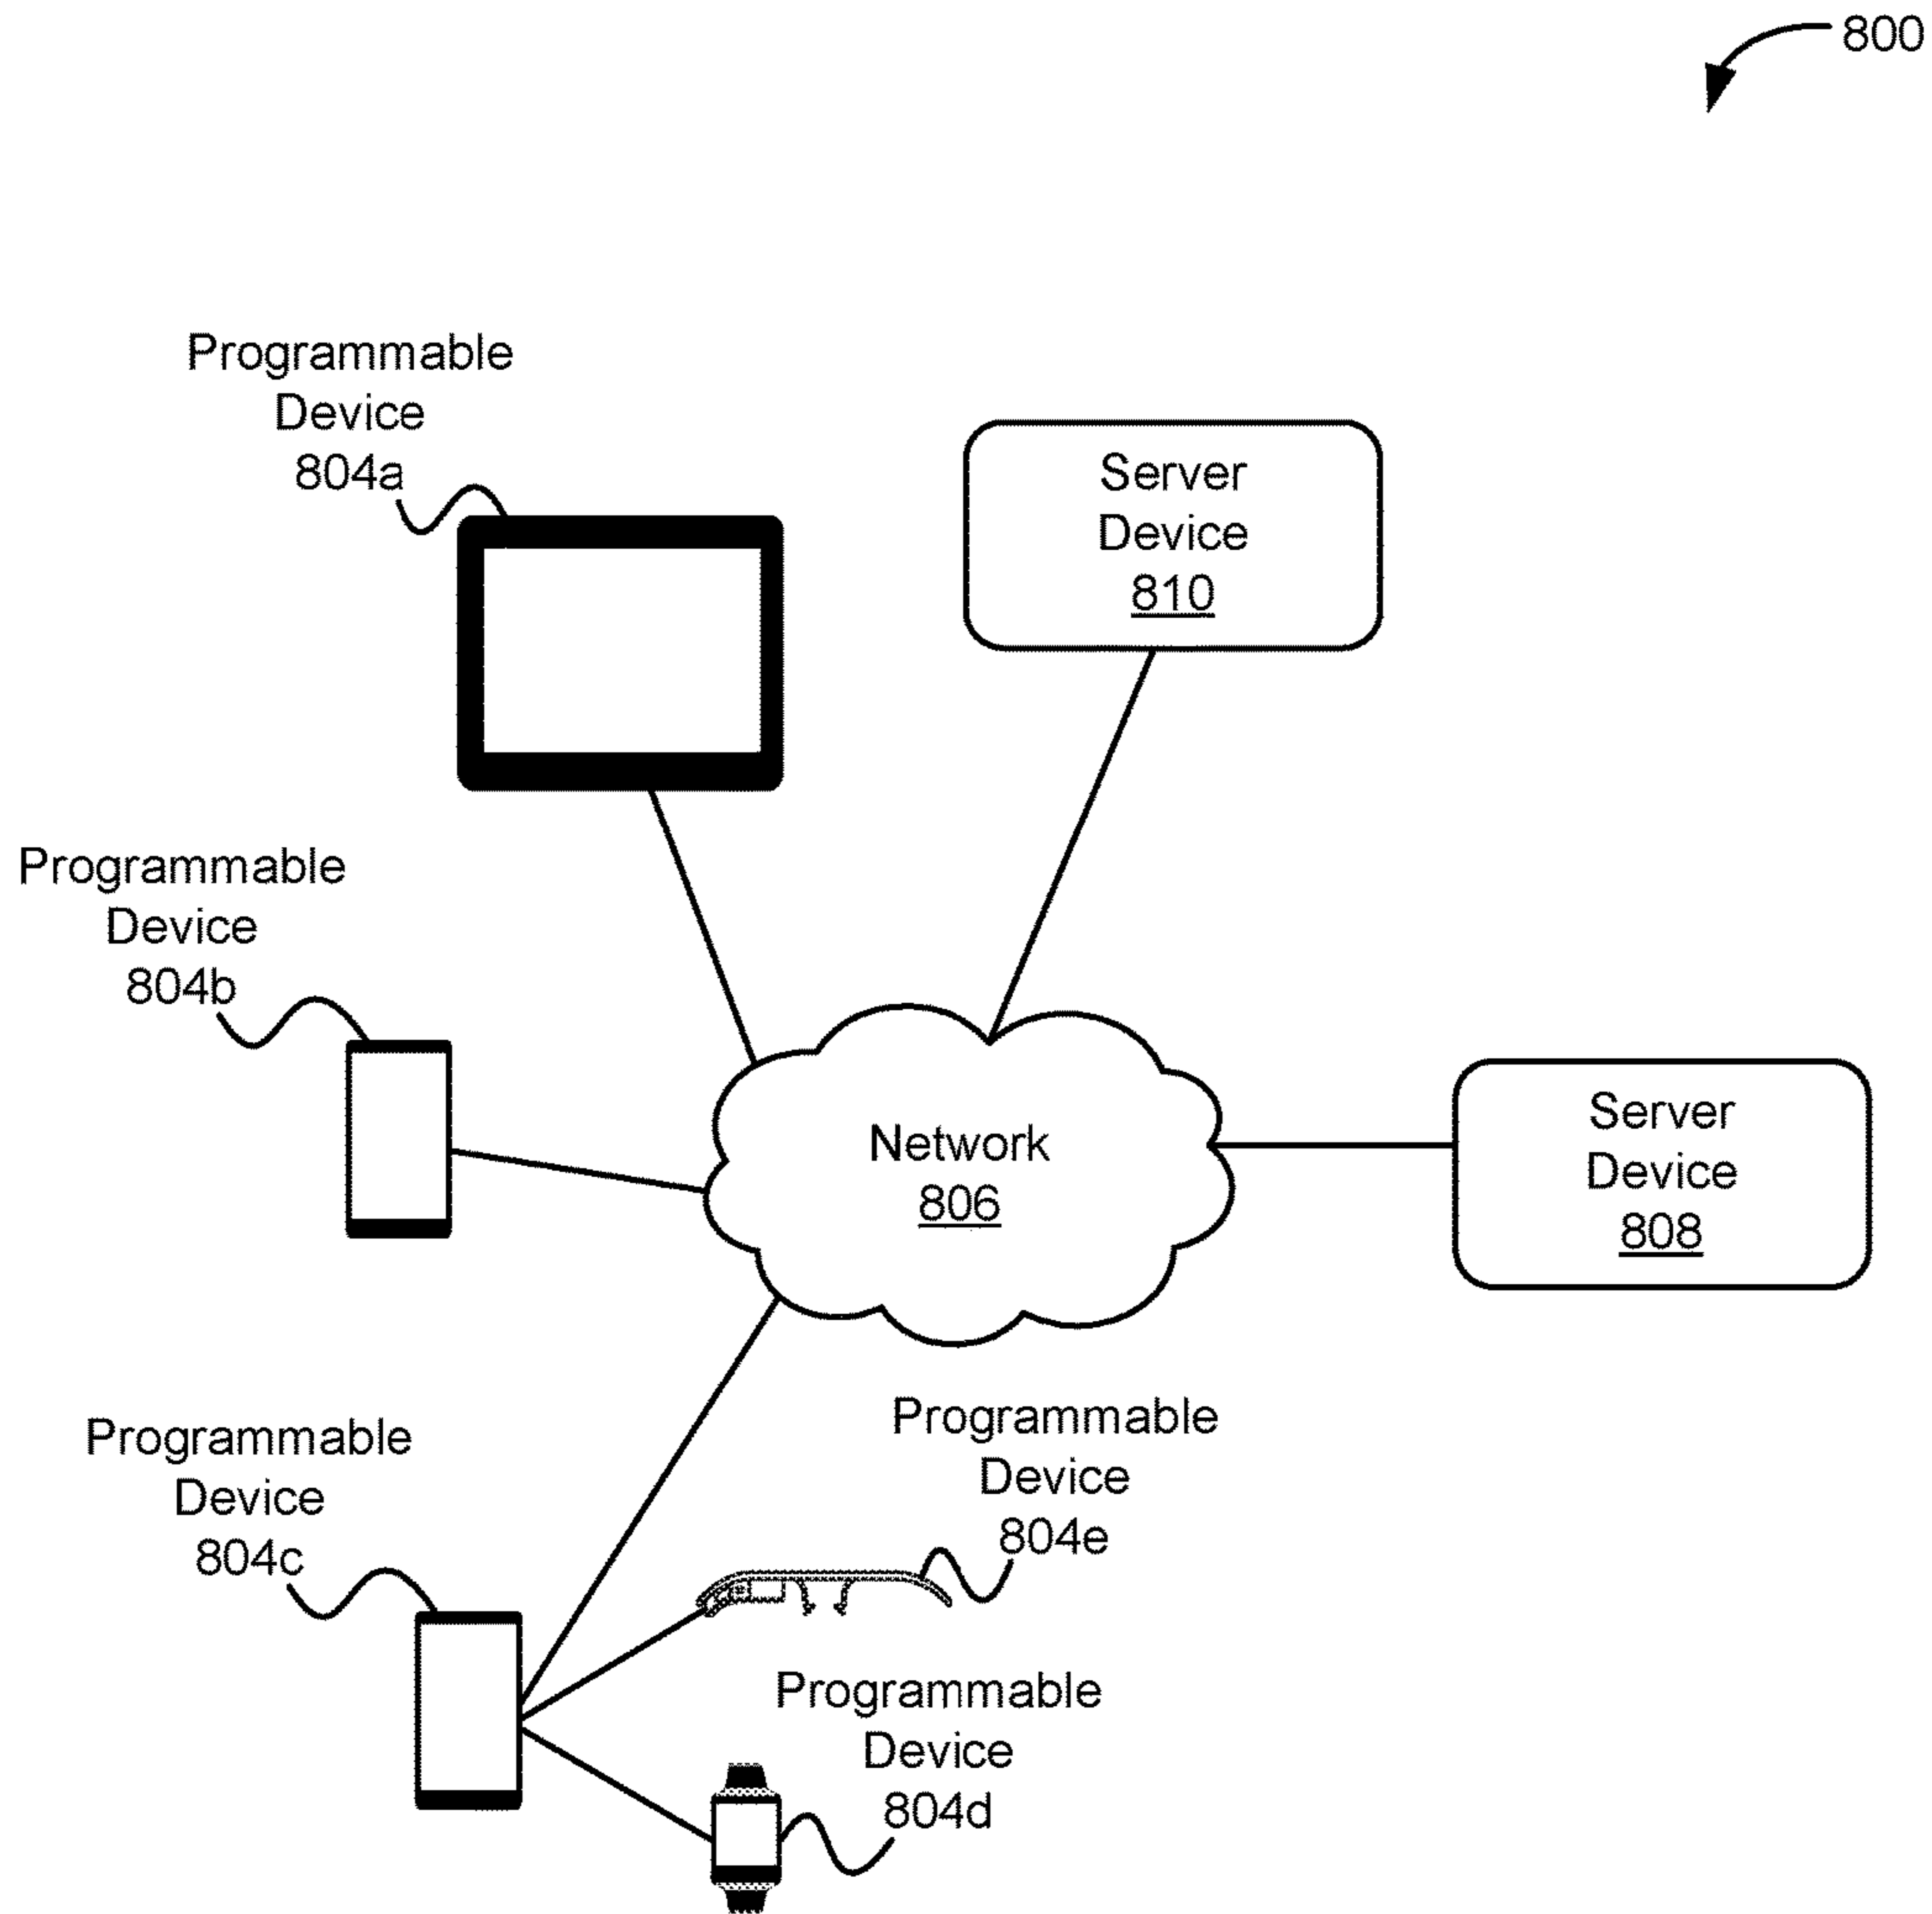 800
Programmable
Device
804a
Server
Device
810
Programmable
Device
804b
Network
806
Server
Device
808
Programmable
Device
804c
Programmable
Device
804e
Programmable
Device
804d